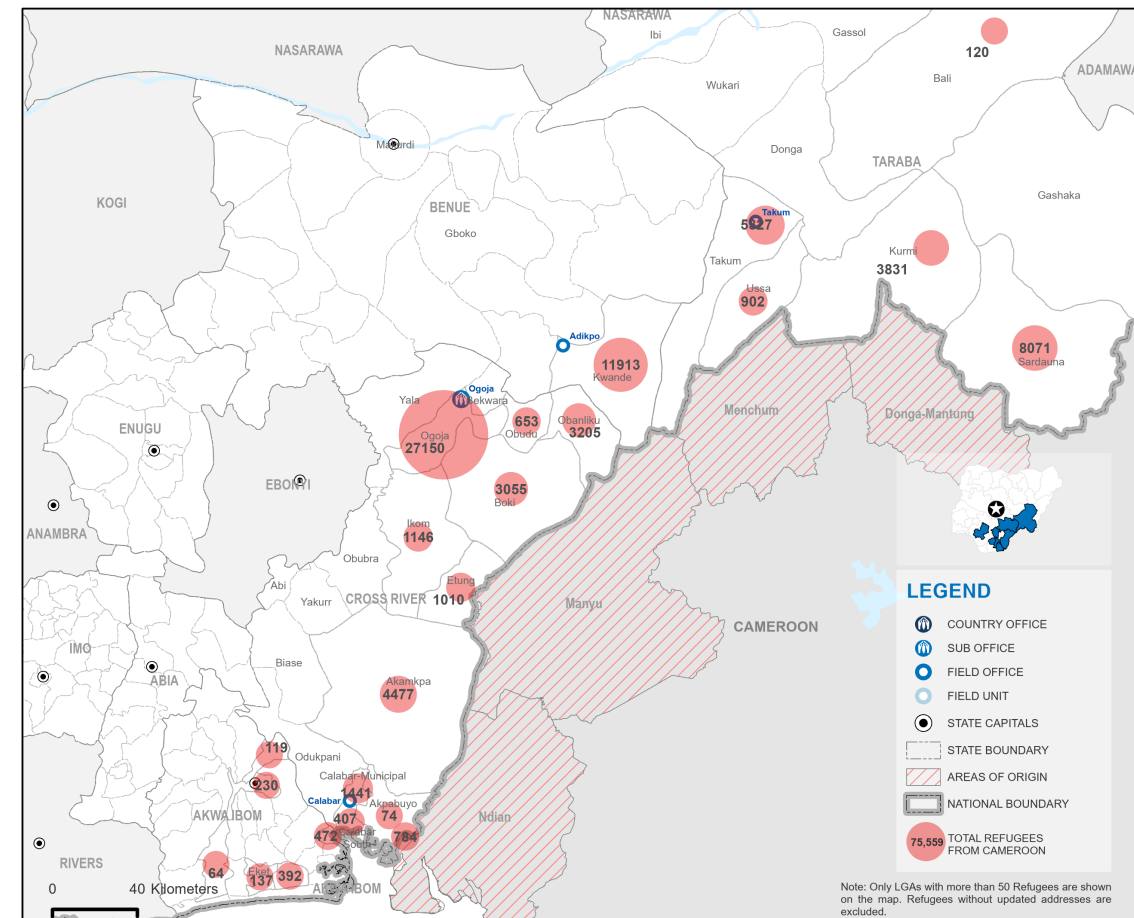 NASARAWA
Ibi
Gassol
NASARAWA
120
Bali
ADAMAWA
Wukari
Makurdi
Donga
TARABA
KOGI
BENUE
Gboko
Gashaka
Takum
Kurmi
Takum
3831
Ussa
902
Adikpo
11913
Kwande
8071
Sardauna
Ogoja
Yala
Bekwara
Menchum
Donga-Mantung
ENUGU
Ogoja
27150
653
Obudu
Obanliku
3205
EBONYI
3055
Boki
ANAMBRA
Ikom
1146
Obubra
Etung
Abi
Yakurr
CROSS RIVER
1010
Manyu
CAMEROON
IMO
ABIA
Biase
Akamkpa
4477
119
Odukpani
Calabar-Municipal
230
1441
Calabar
Akpabuyo
AKWAIBOM
407
74
472
Calabar
South
784
Ndian
RIVERS
64
Eket
137
392
0
40 Kilometers
LEGEND
COUNTRY OFFICE
SUB OFFICE
FIELD OFFICE
FIELD UNIT
STATE CAPITALS
STATE BOUNDARY
AREAS OF ORIGIN
NATIONAL BOUNDARY
75,559
TOTAL REFUGEES
FROM CAMEROON
Note: Only LGAs with more than 50 Refugees are shown
on the map. Refugees without updated addresses are
excluded.